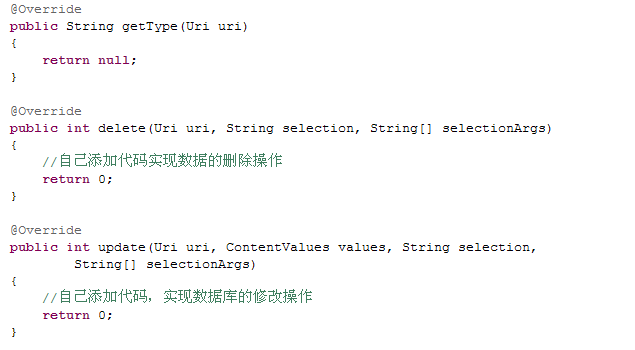 @Override
public String getType(Uri uri)
{
    return null;
}
@Override
public int delete(Uri uri, String selection, String[] selectionArgs)
{
    //自己添加代码实现数据的删除操作
    return 0;
}
@Override
public int update(Uri uri, ContentValues values, String selection,
        String[] selectionArgs)
{
    //自己添加代码，实现数据库的修改操作
    return 0;
}